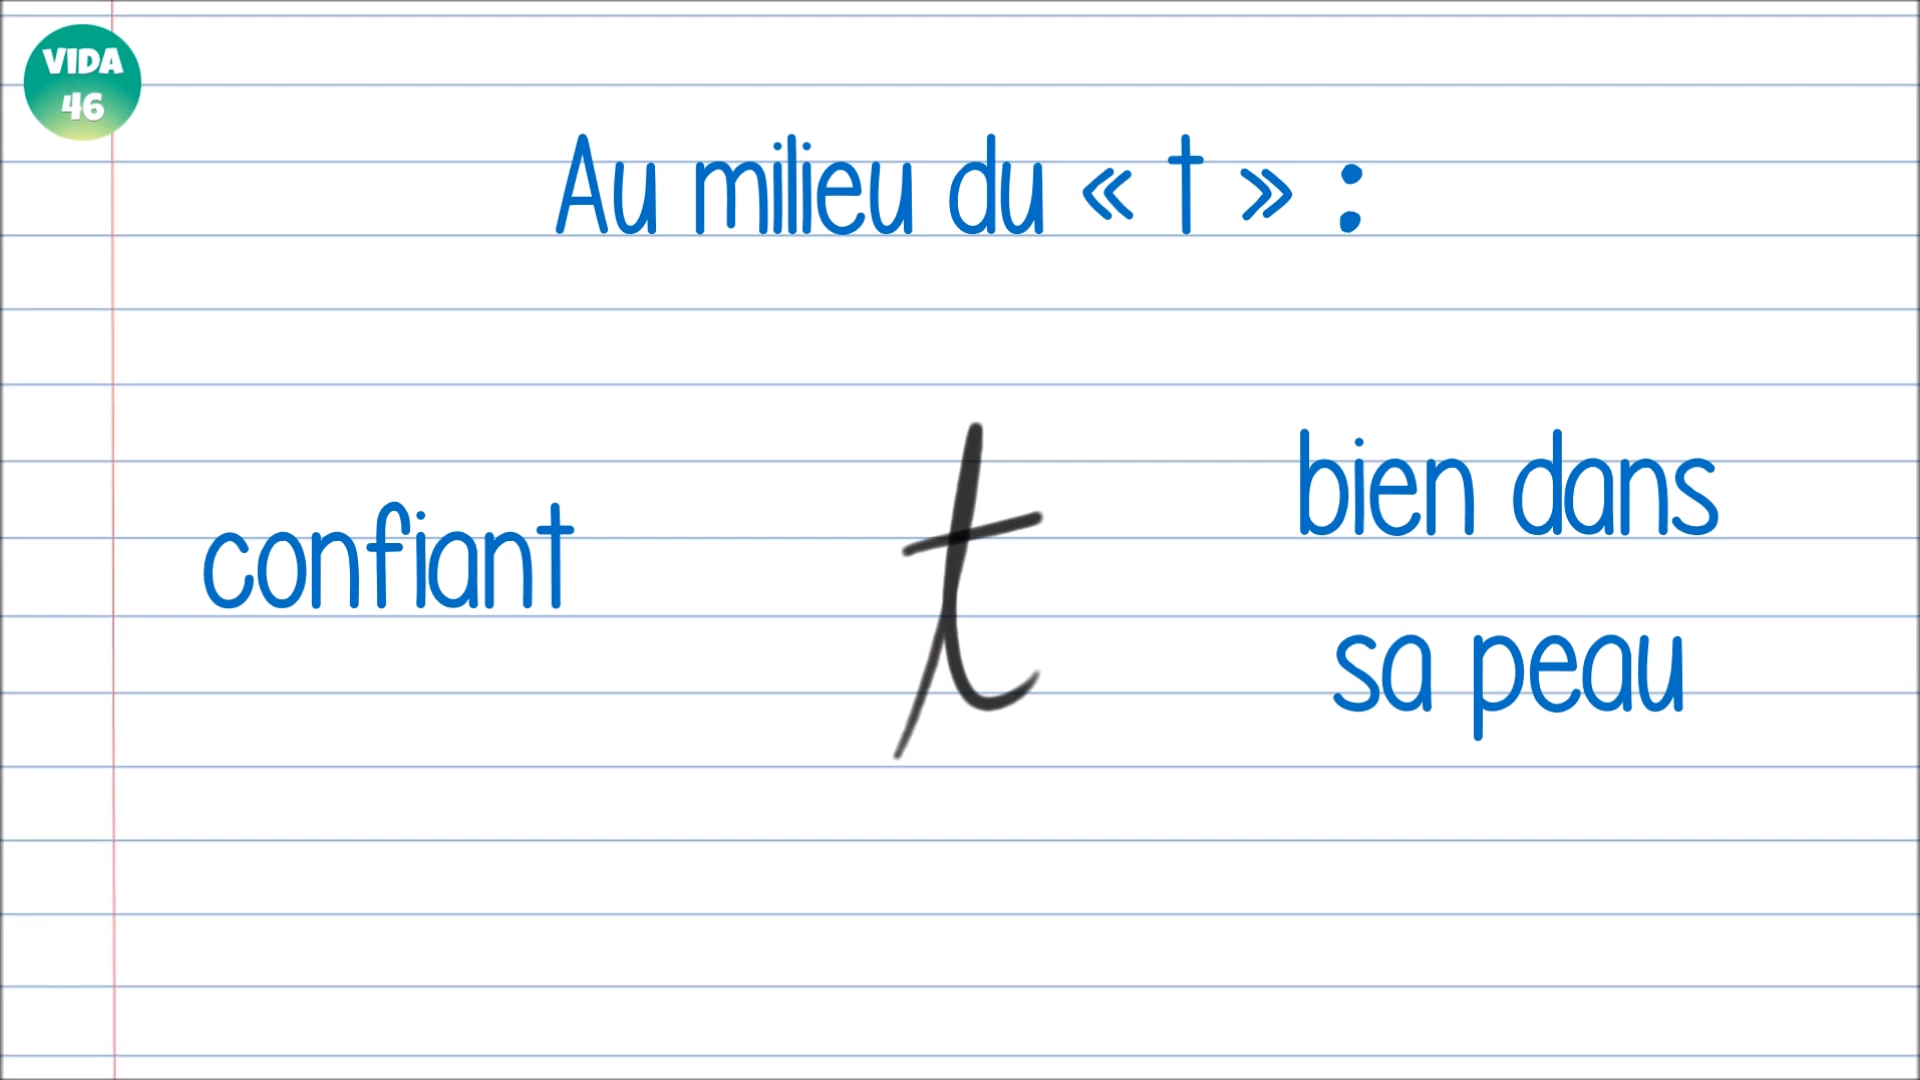 VIDA
46
Au milieu du « t » :
confiant
t
bien dans
sa peau